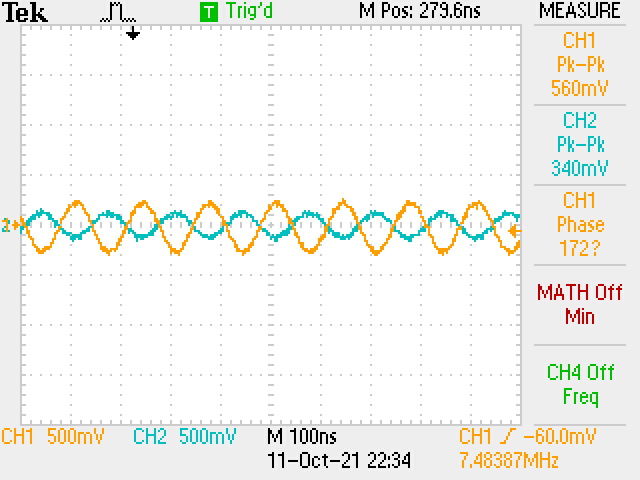 Tek T Trig'd M Pos: 279.6ns MEASURE
CH1
Pk-Pk
560mV
CH2
Pk-Pk
340mV
CH1
Phase
172?
MATH Off
Min
CH4 Off
Freq
2
CH1 500mV CH2 500mV M 100ns CH1 -60.0mV
11-Oct-21 22:34 7.48387MHz